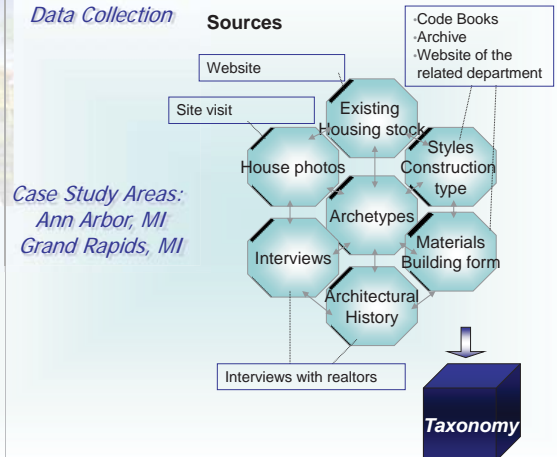 Data Collection
Sources
·Code Books
·Archive
·Website of the
related department
Website
Site visit
Existing
Housing stock
Styles
Construction
type
House photos
Archetypes
Case Study Areas:
Ann Arbor, MI
Grand Rapids, MI
Interviews
Materials
Building form
Architectural
History
Interviews with realtors
Taxonomy